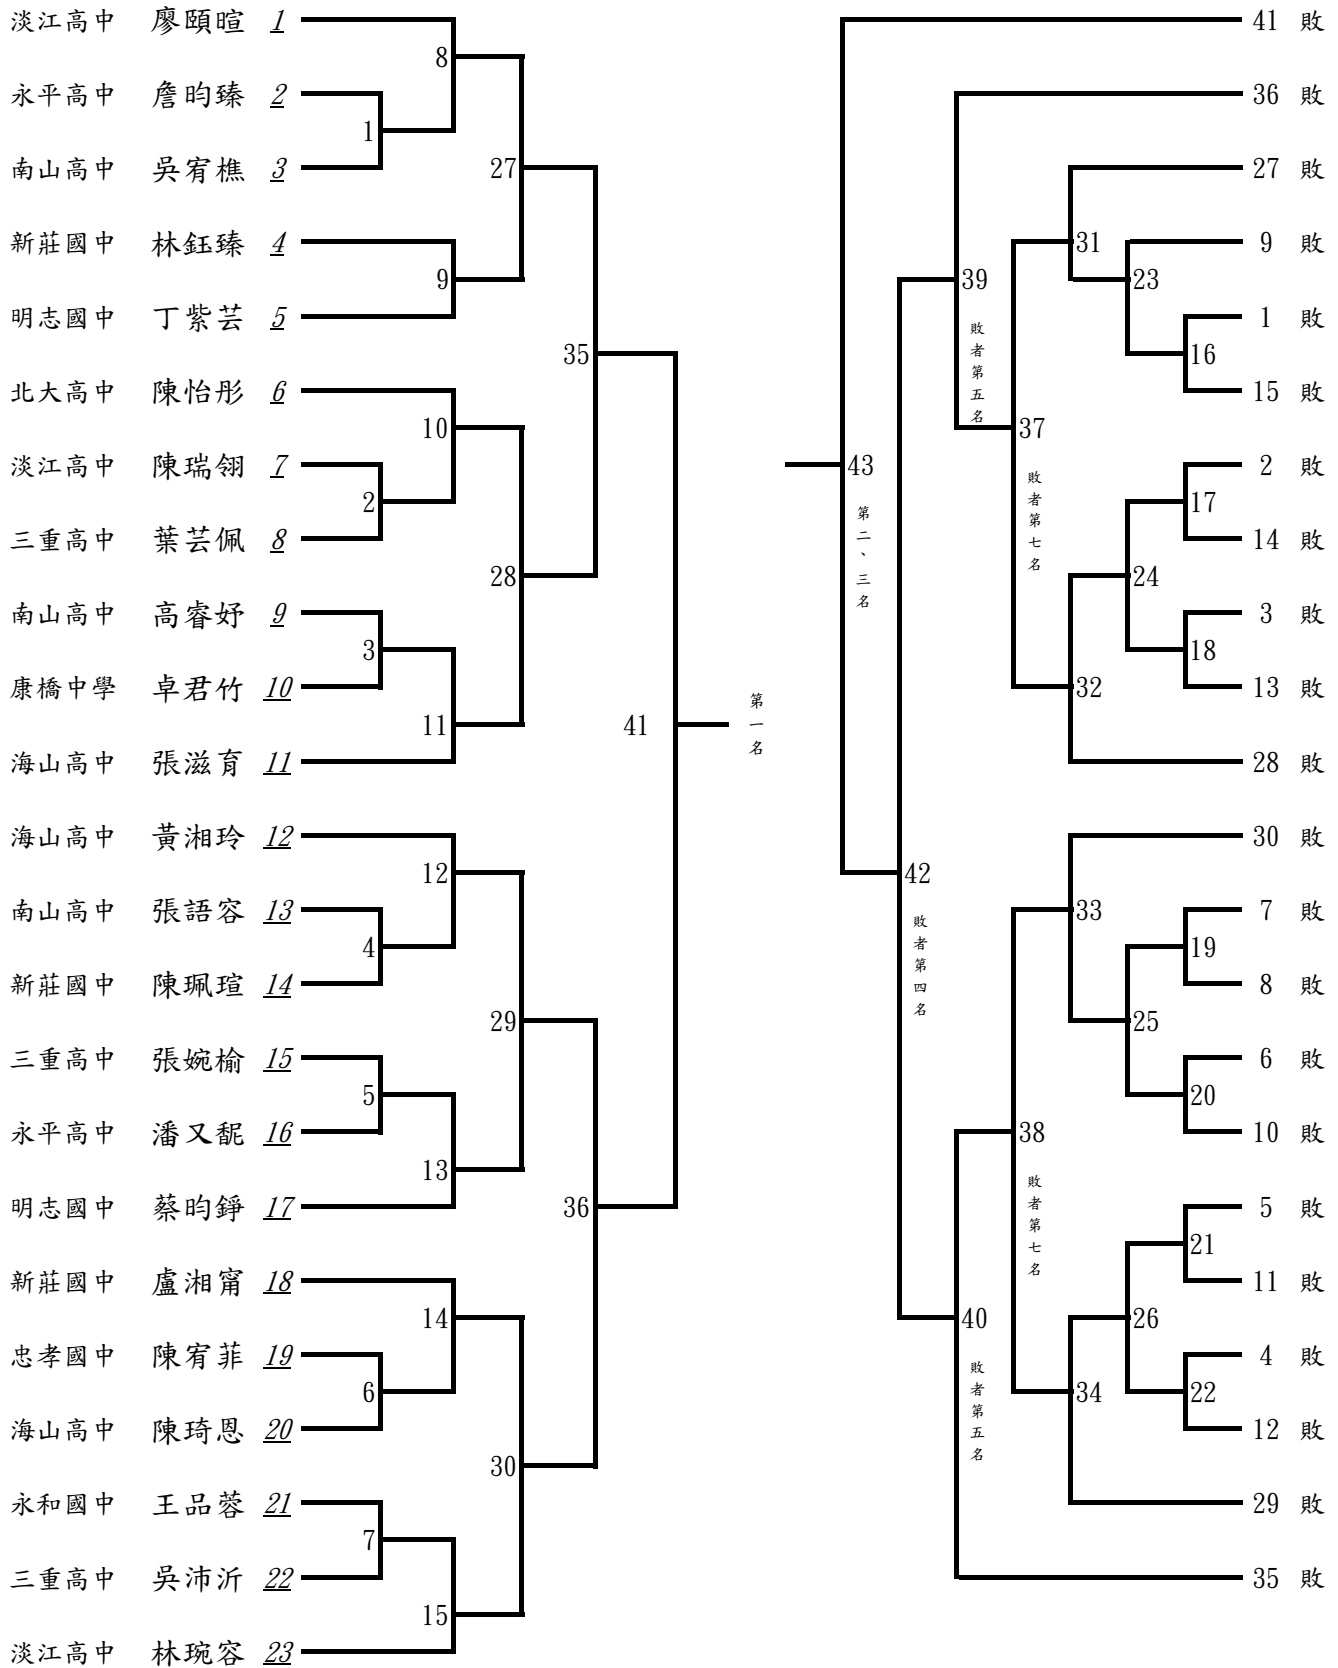 淡江高中 廖頤暄 1
永平高中 詹昀臻 2
南山高中 吳宥樵 3
新莊國中 林鈺臻 4
明志國中 丁紫芸 5
北大高中 陳怡彤 6
淡江高中 陳瑞翎 7
三重高中 葉芸佩 8
南山高中 高睿妤 9
康橋中學 卓君竹 10
海山高中 張滋育 11
海山高中 黃湘玲 12
南山高中 張語容 13
新莊國中 陳珮瑄 14
三重高中 張婉榆 15
永平高中 潘又馜 16
明志國中 蔡昀錚 17
新莊國中 盧湘甯 18
忠孝國中 陳宥菲 19
海山高中 陳琦恩 20
永和國中 王品蓉 21
三重高中 吳沛沂 22
淡江高中 林琬容 23
1
2
3
4
5
6
7
8
9
10
11
12
13
14
15
27
28
29
30
35
36
41
第一名
43
第二、三名
42
敗者第四名
39
敗者第五名
40
敗者第五名
37
敗者第七名
38
敗者第七名
31
32
33
34
23
24
25
26
16
17
18
19
20
21
22
41 敗
36 敗
27 敗
9 敗
1 敗
15 敗
2 敗
14 敗
3 敗
13 敗
28 敗
30 敗
7 敗
8 敗
6 敗
10 敗
5 敗
11 敗
4 敗
12 敗
29 敗
35 敗